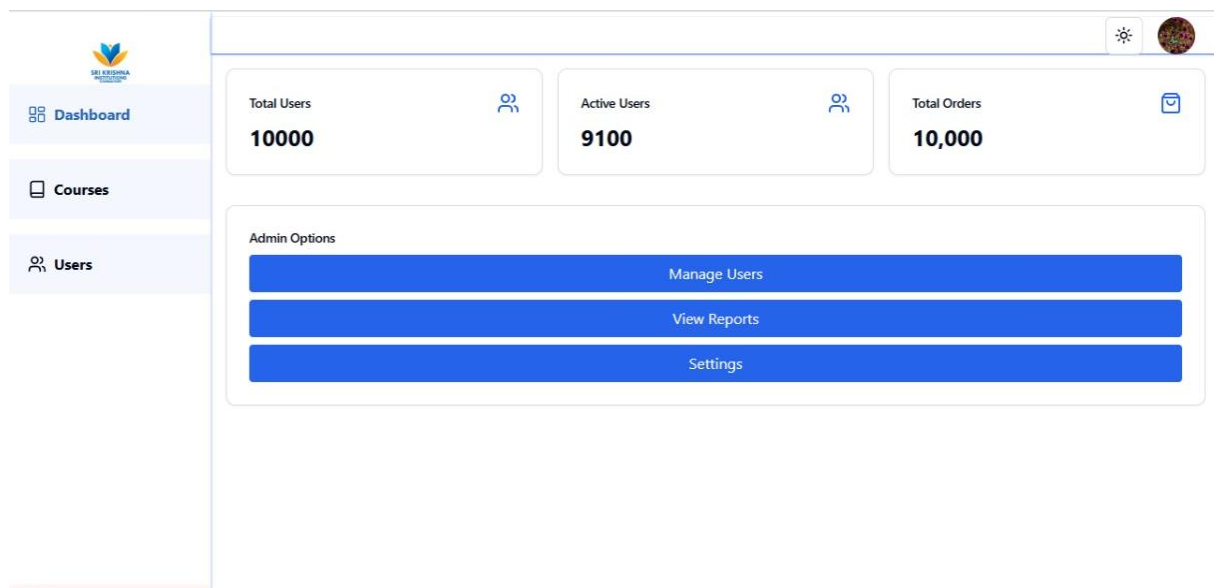 SRI KRISHNA
INSTITUTIONS
Dashboard
Courses
Users
Total Users
10000
Active Users
9100
Total Orders
10,000
Admin Options
Manage Users
View Reports
Settings